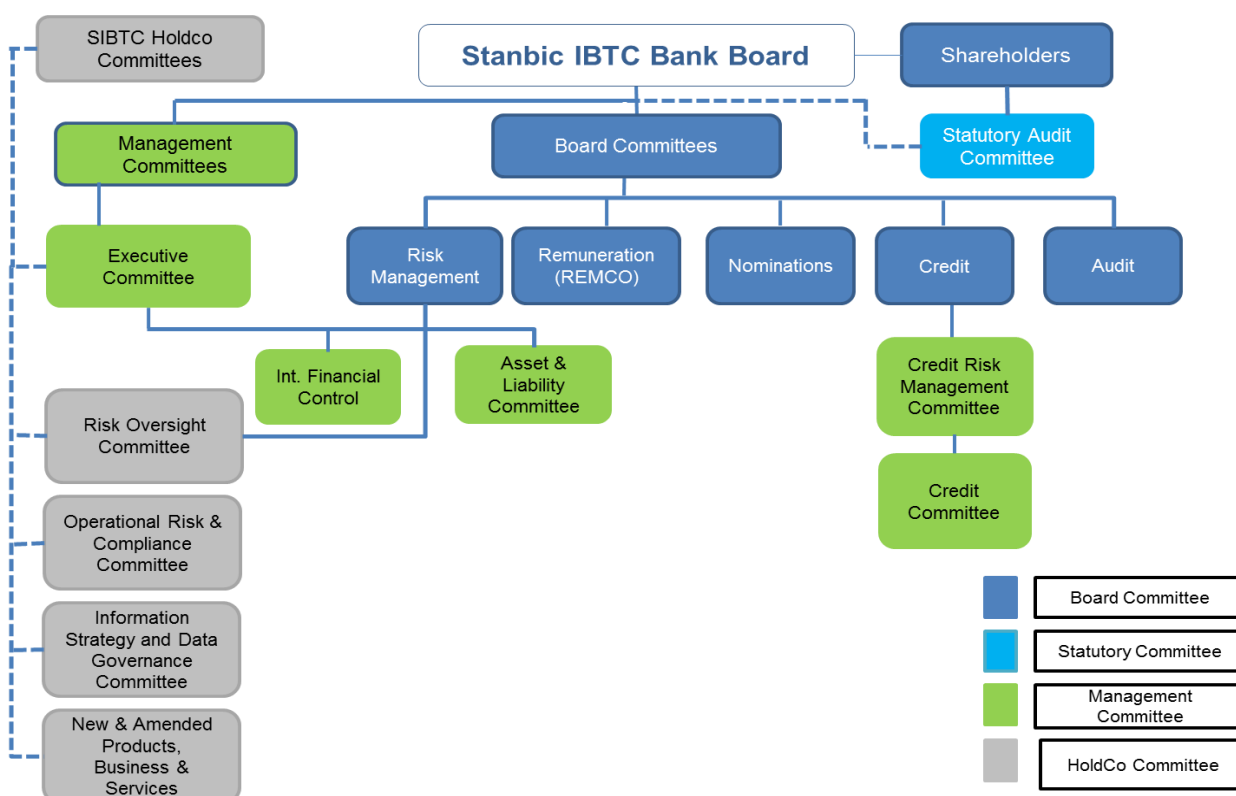 SIBTC Holdco
Committees
Stanbic IBTC Bank Board
Shareholders
Management
Committees
Board Committees
Statutory Audit
Committee
Executive
Committee
Risk
Management
Remuneration
(REMCO)
Nominations
Credit
Audit
Int. Financial
Control
Asset &
Liability
Committee
Credit Risk
Management
Committee
Risk Oversight
Committee
Credit
Committee
Operational Risk &
Compliance
Committee
Information
Strategy and Data
Governance
Committee
New & Amended
Products,
Business &
Services
Board Committee
Statutory Committee
Management
Committee
HoldCo Committee